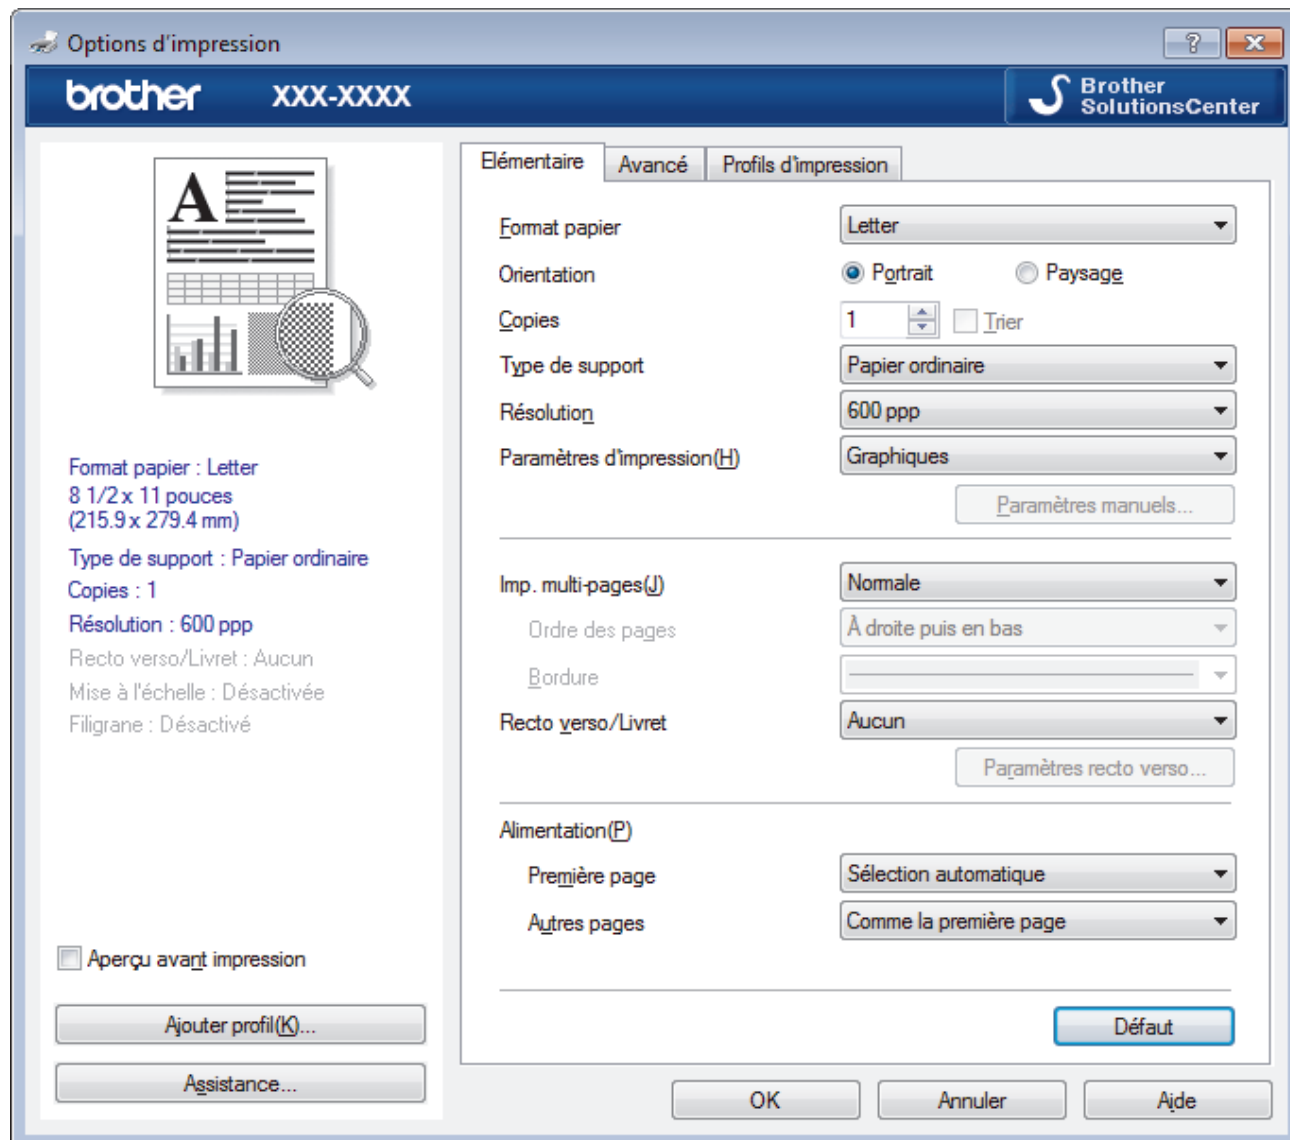 Options d'impression
brother XXX-XXXX
Brother
SolutionsCenter
A
Format papier : Letter
8 1/2 x 11 pouces
(215.9 x 279.4 mm)
Type de support : Papier ordinaire
Copies : 1
Résolution : 600 ppp
Recto verso/Livret : Aucun
Mise à l'échelle : Désactivée
Filigrane : Désactivé
Aperçu avant impression
Ajouter profil(K)...
Assistance...
Elémentaire Avancé Profils d'impression
Format papier Letter
Orientation Portrait Paysage
Copies 1 Trier
Type de support Papier ordinaire
Résolution 600 ppp
Paramètres d'impression(H) Graphiques
Paramètres manuels...
Imp. multi-pages(J) Normale
Ordre des pages À droite puis en bas
Bordure
Recto verso/Livret Aucun
Paramètres recto verso...
Alimentation(P)
Première page Sélection automatique
Autres pages Comme la première page
Défaut
OK Annuler Aide